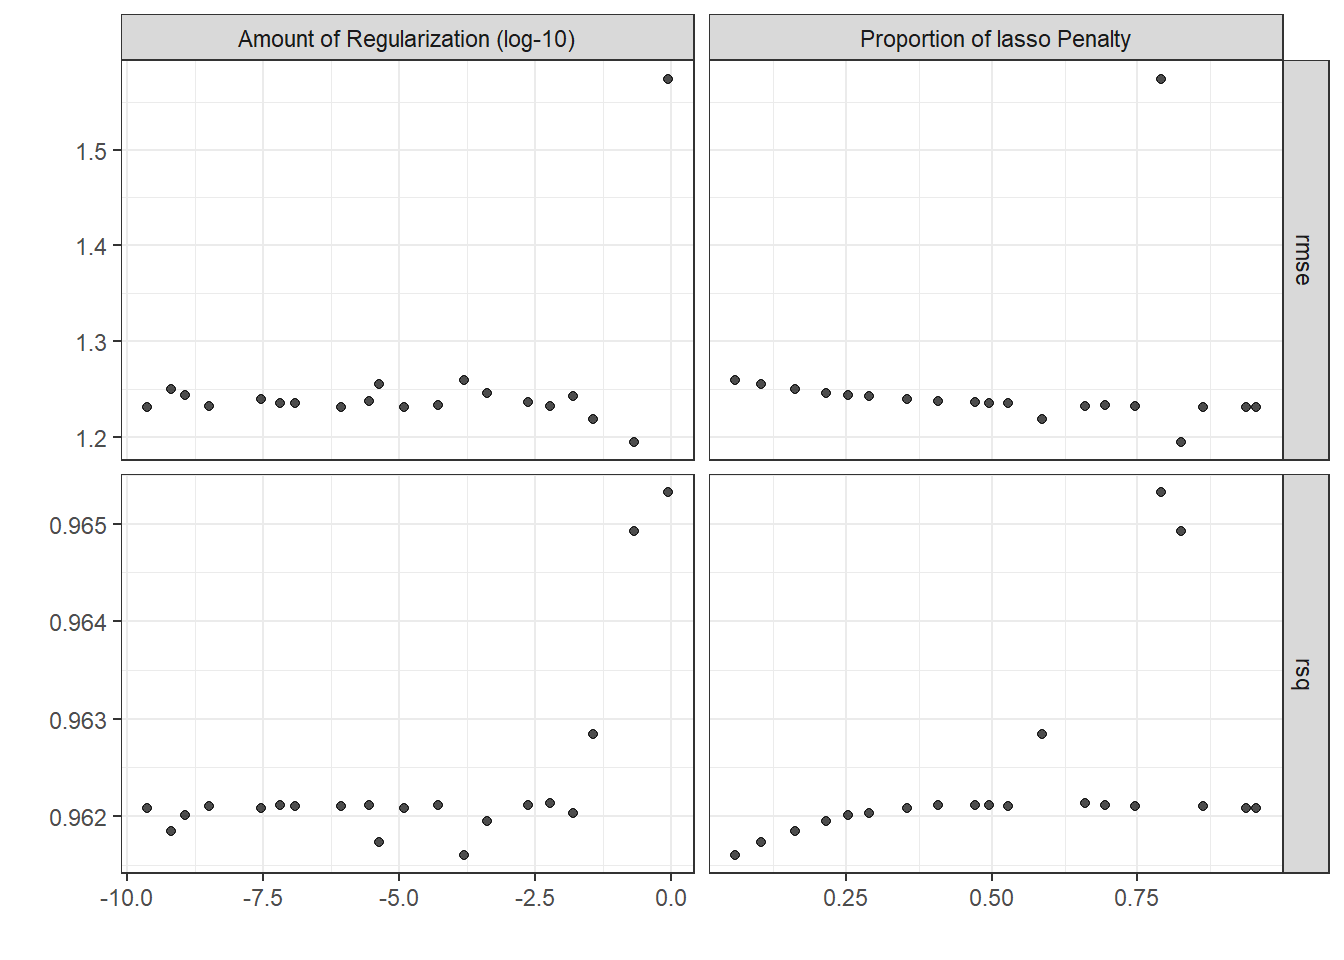 Amount of Regularization (log-10)
Proportion of lasso Penalty
1.5
1.4
1.3
1.2
rmse
0.965
0.964
0.963
0.962
rsq
-10.0 -7.5 -5.0 -2.5 0.0
0.25 0.50 0.75